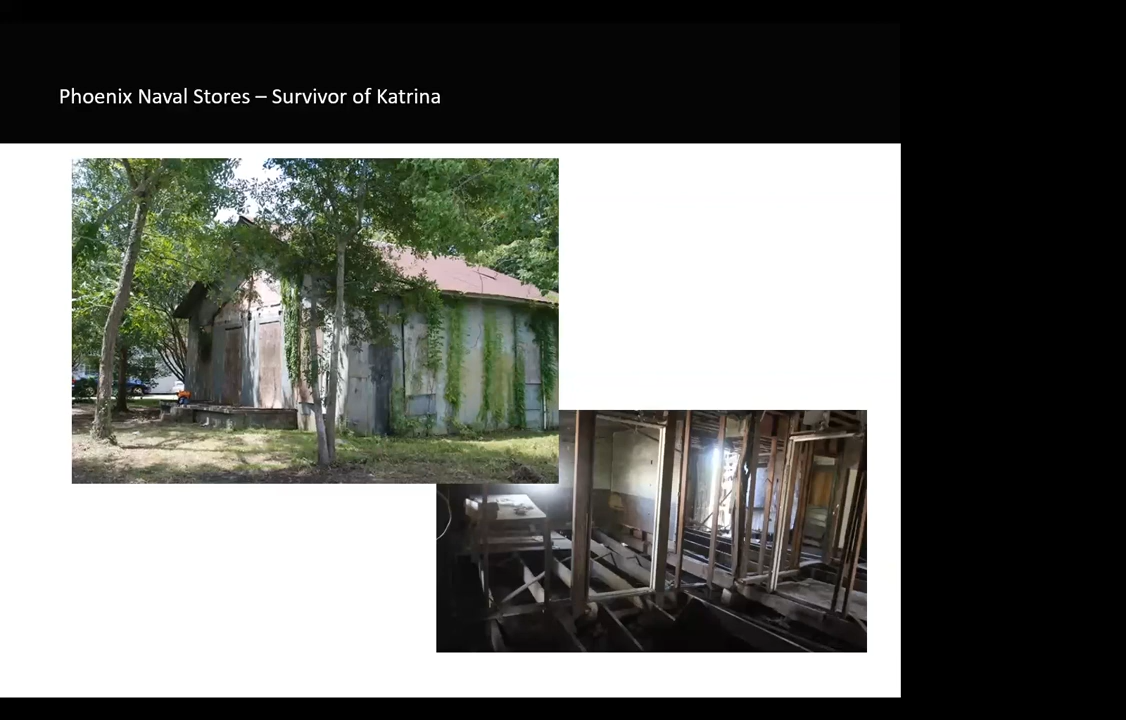 Phoenix Naval Stores – Survivor of Katrina